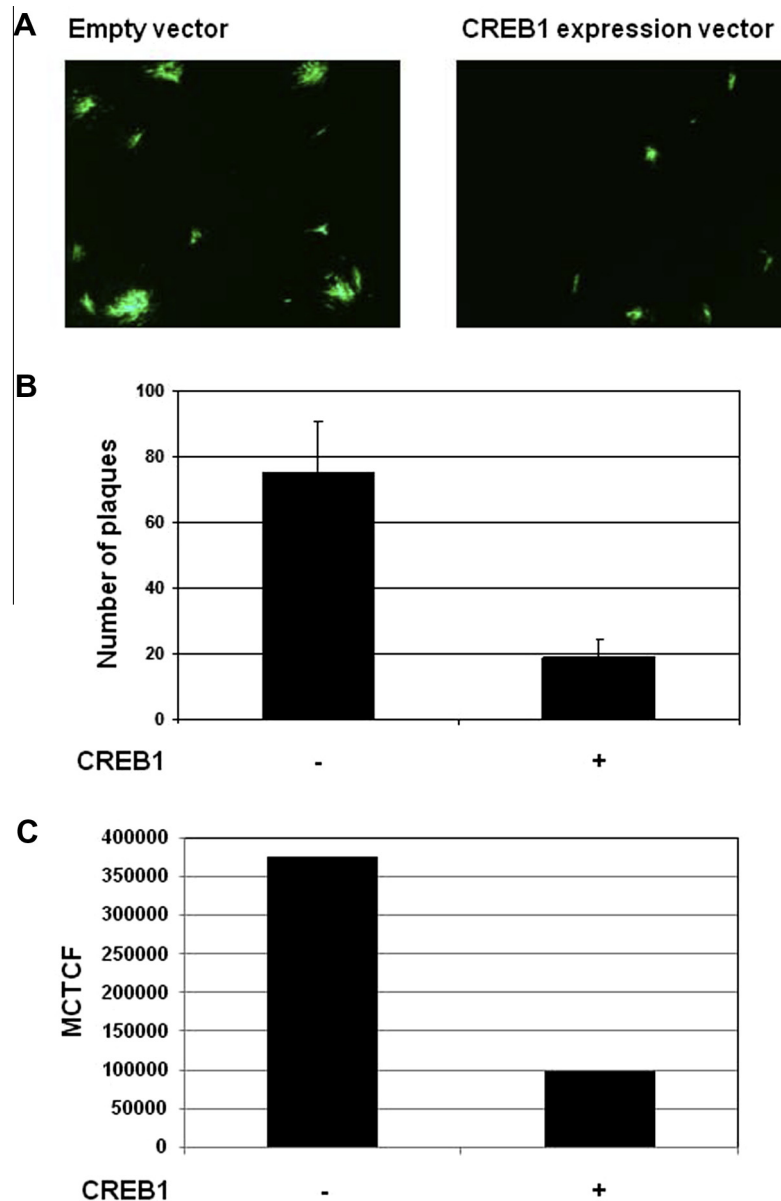 A
Empty vector
CREB1 expression vector
B
Number of plaques
100
80
60
40
20
0
CREB1 - +
C
MCTCF
400000
350000
300000
250000
200000
150000
100000
50000
0
CREB1 - +